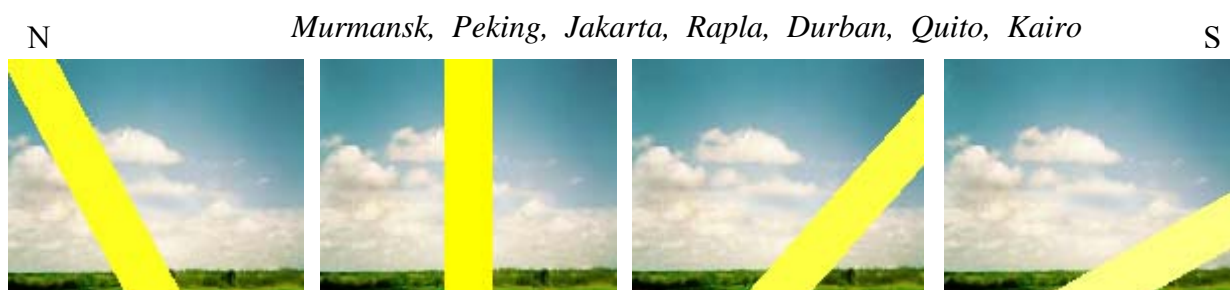 Murmansk, Peking, Jakarta, Rapla, Durban, Quito, Kairo
N S